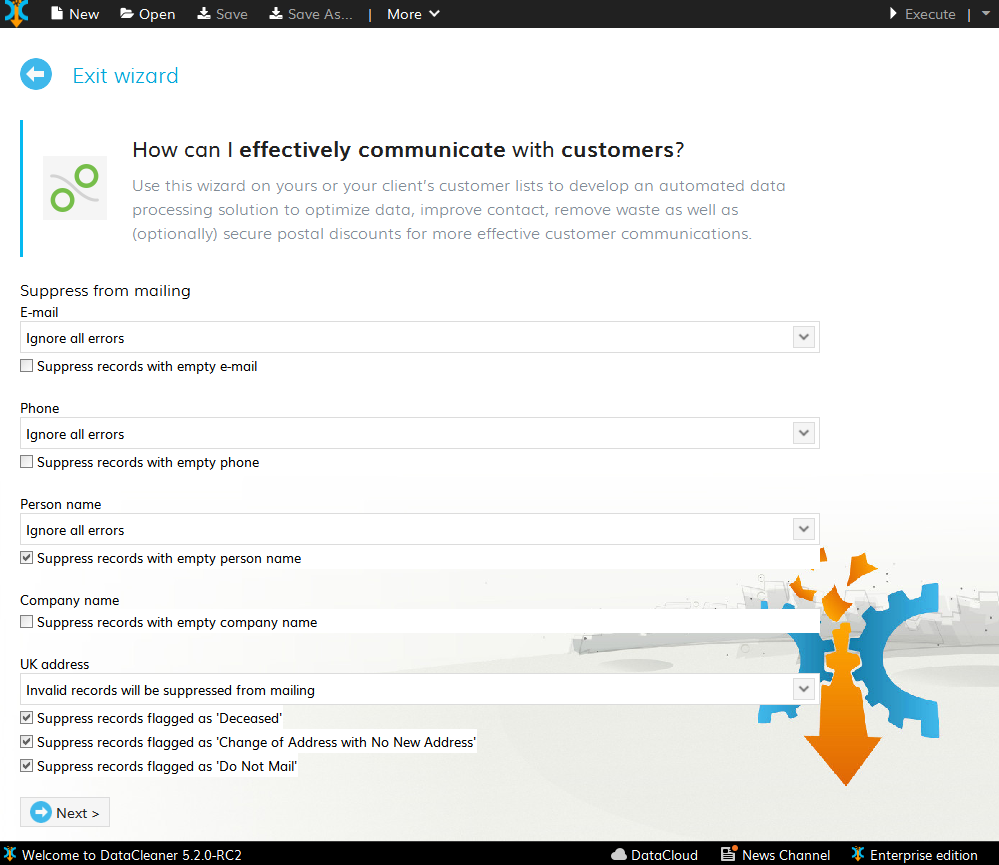 New Open Save Save As... | More Execute |
Exit wizard
How can I effectively communicate with customers?
Use this wizard on yours or your client's customer lists to develop an automated data
processing solution to optimize data, improve contact, remove waste as well as
(optionally) secure postal discounts for more effective customer communications.
Suppress from mailing
E-mail
Ignore all errors
Suppress records with empty e-mail
Phone
Ignore all errors
Suppress records with empty phone
Person name
Ignore all errors
Suppress records with empty person name
Company name
Suppress records with empty company name
UK address
Invalid records will be suppressed from mailing
Suppress records flagged as 'Deceased'
Suppress records flagged as 'Change of Address with No New Address'
Suppress records flagged as 'Do Not Mail'
Next >
Welcome to DataCleaner 5.2.0-RC2 DataCloud News Channel Enterprise edition